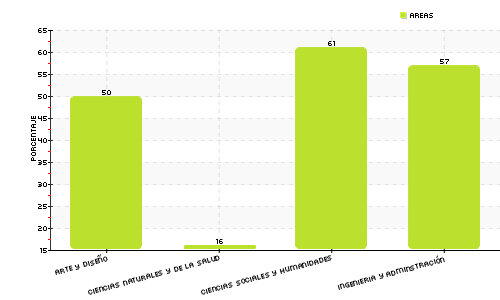 AREAS
65
60
55
50
45
40
35
30
25
20
15
PORCENTAJE
50
16
61
57
ARTE Y DISEÑO
CIENCIAS NATURALES Y DE LA SALUD
CIENCIAS SOCIALES Y HUMANIDADES
INGENIERIA Y ADMINSTRACIÓN